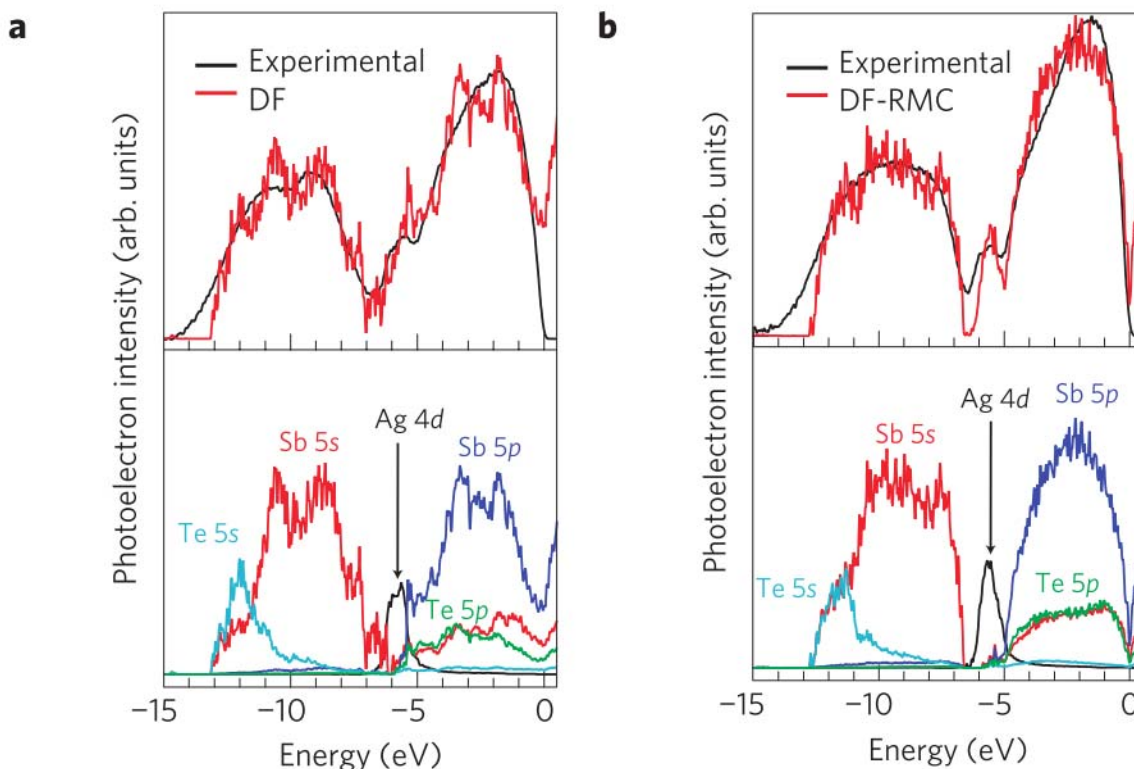 a
Experimental
DF
Photoelectron intensity (arb. units)
Ag 4d
Sb 5s
Sb 5p
Te 5s
Te 5p
−15
−10
−5
0
Energy (eV)
b
Experimental
DF-RMC
Photoelectron intensity (arb. units)
Ag 4d
Sb 5p
Sb 5s
Te 5s
Te 5p
−15
−10
−5
0
Energy (eV)